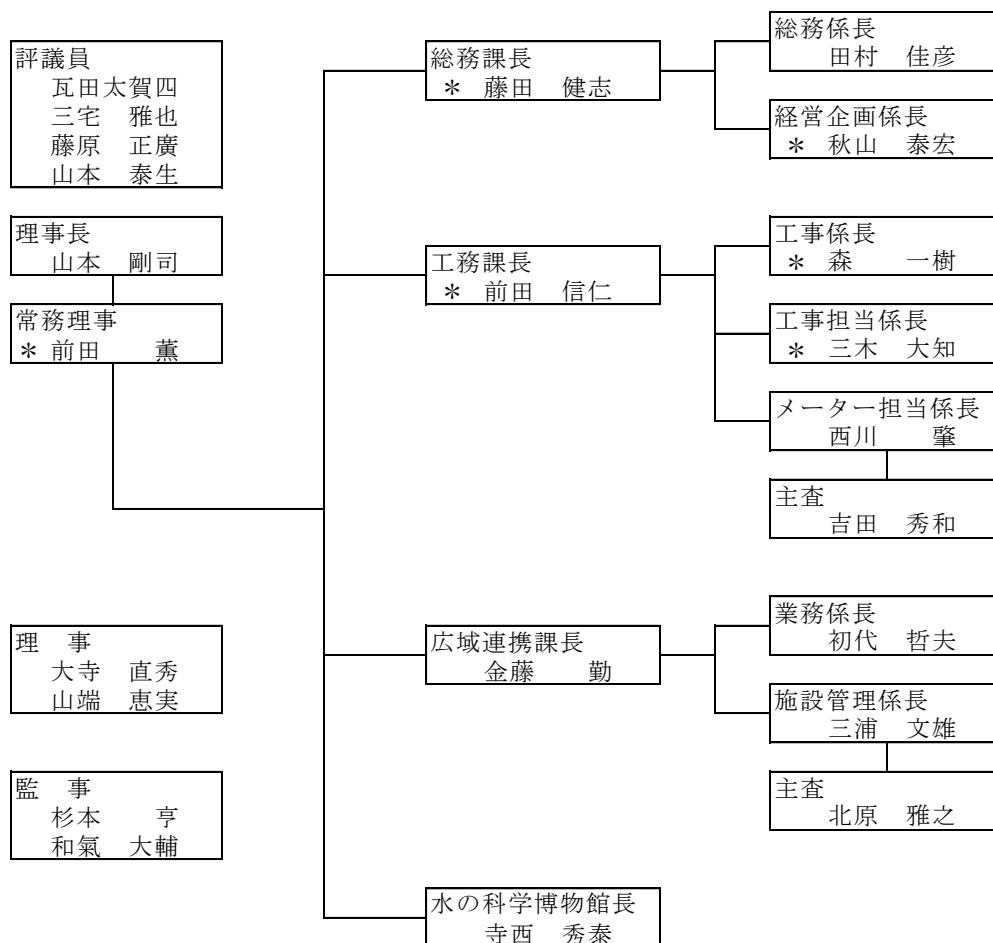 評議員
瓦田太賀四
三宅　雅也
藤原　正廣
山本　泰生
理事長
山本　剛司
常務理事
＊ 前田　　薫
理　事
大寺　直秀
山端　恵実
監　事
杉本　　亨
和氣　大輔
総務課長
＊ 藤田　健志
総務係長
田村　佳彦
経営企画係長
＊ 秋山　泰宏
工務課長
＊ 前田　信仁
工事係長
＊ 森　　一樹
工事担当係長
＊ 三木　大知
メーター担当係長
西川　　肇
主査
吉田　秀和
広域連携課長
金藤　　勤
業務係長
初代　哲夫
施設管理係長
三浦　文雄
主査
北原　雅之
水の科学博物館長
寺西　秀泰